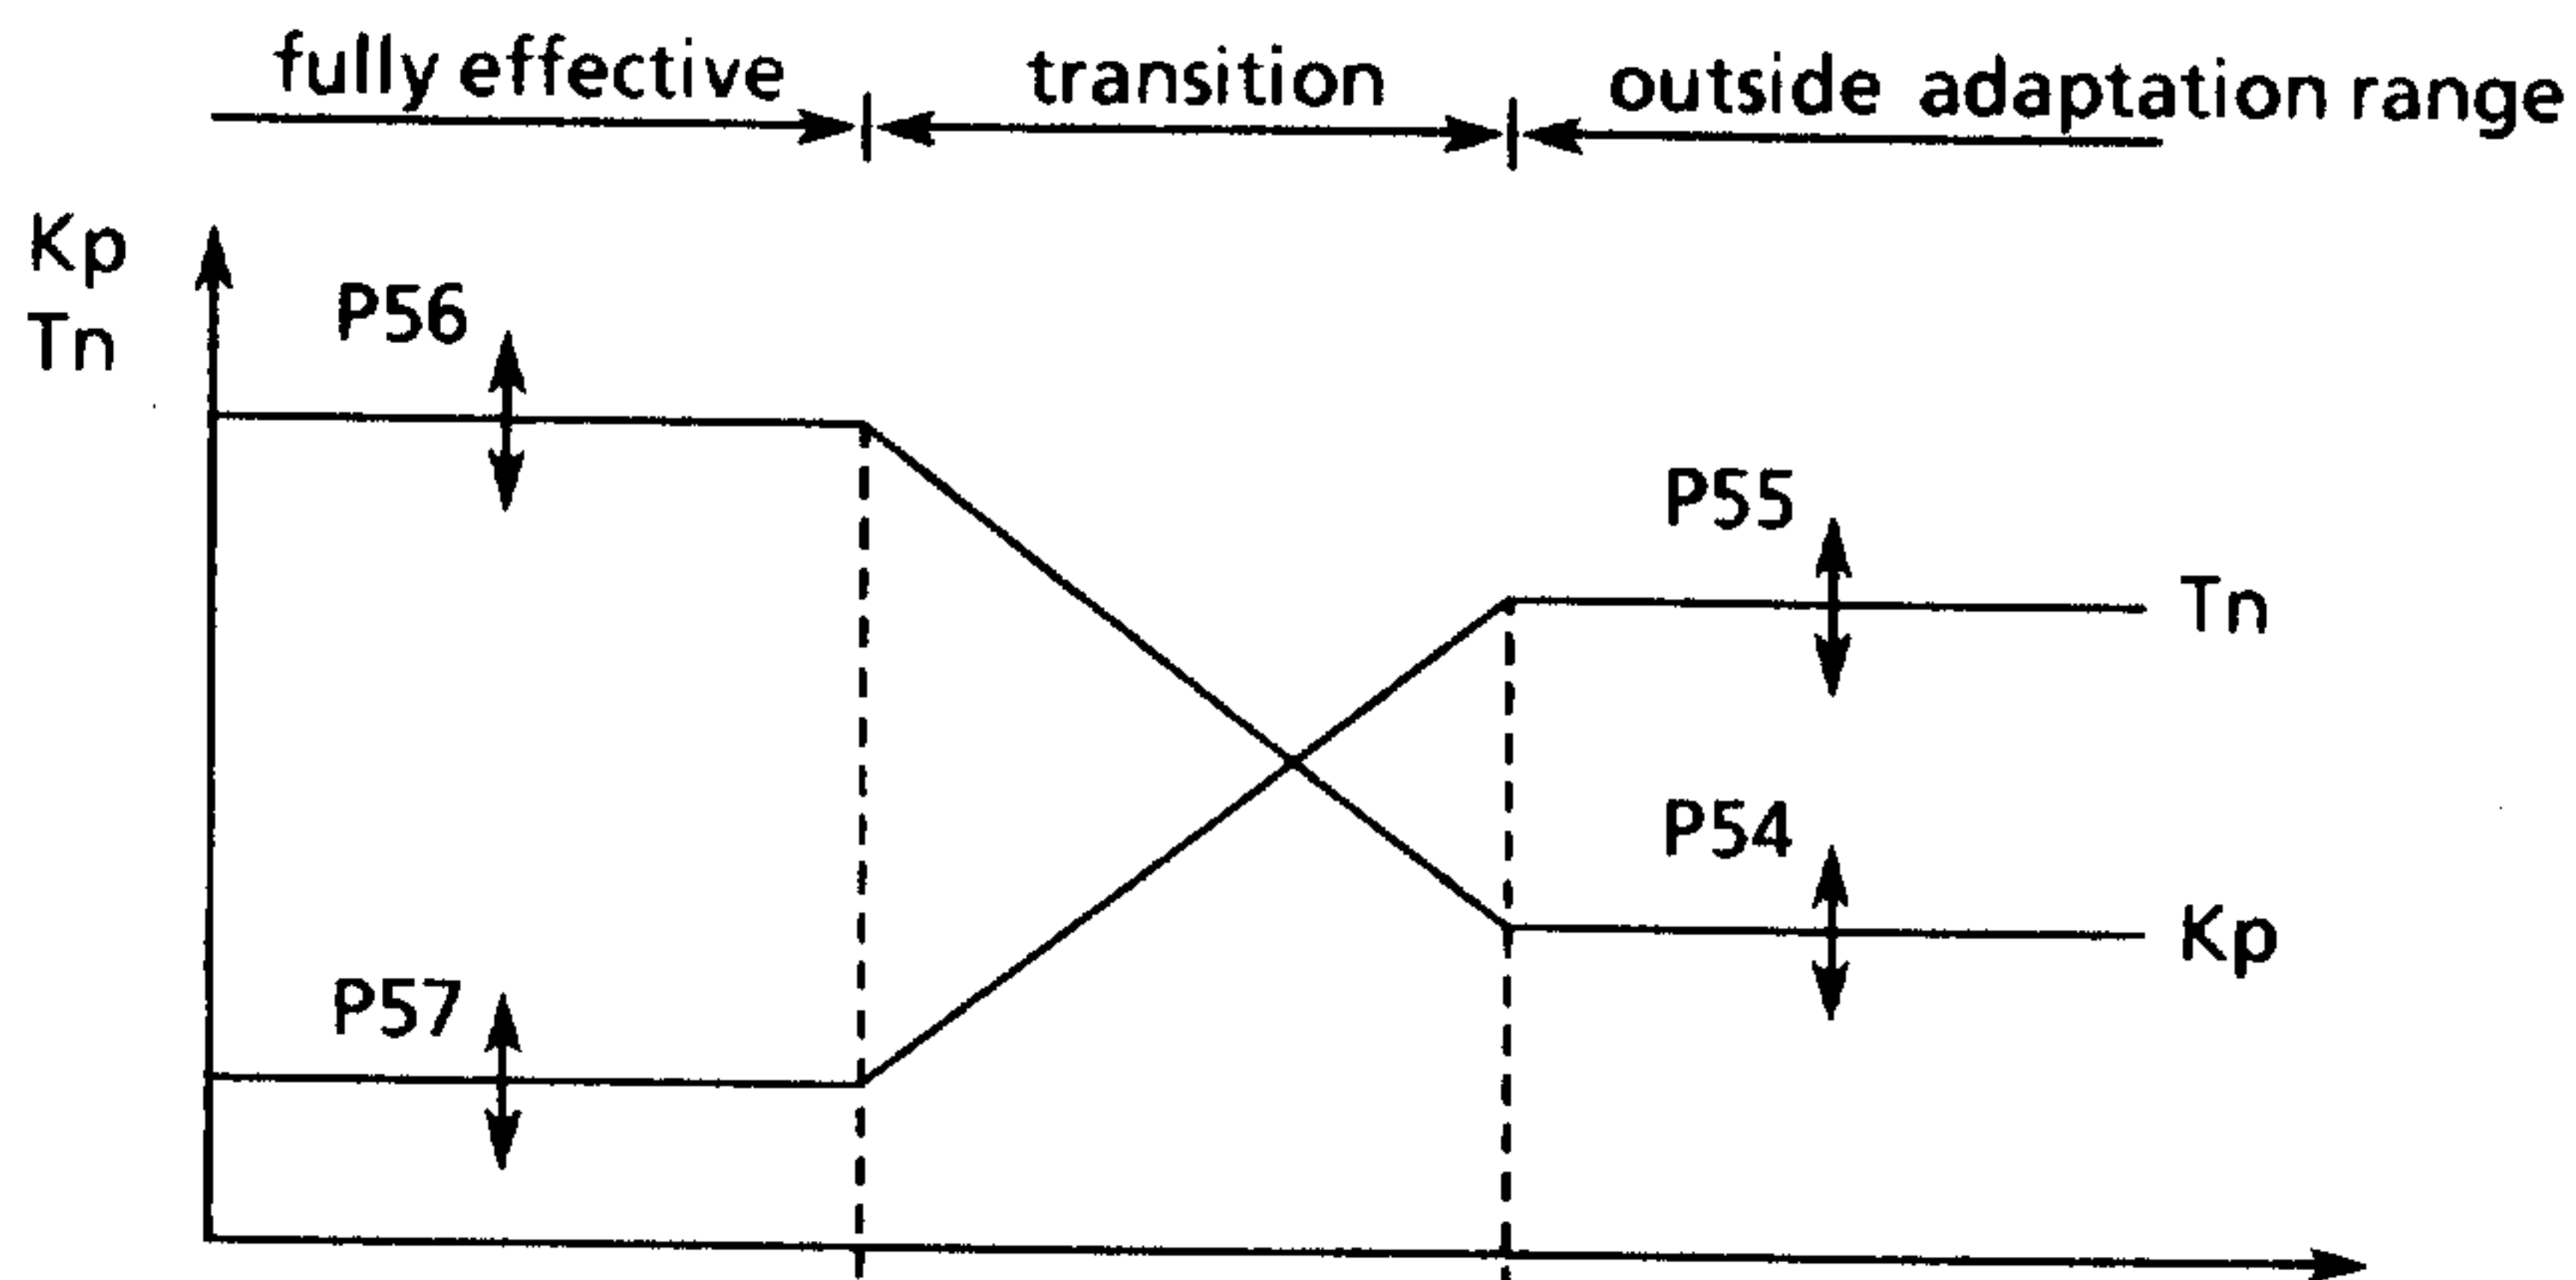 fully effective
transition
outside adaptation range
Kp
Tn
P56
P55
Tn
P54
Kp
P57